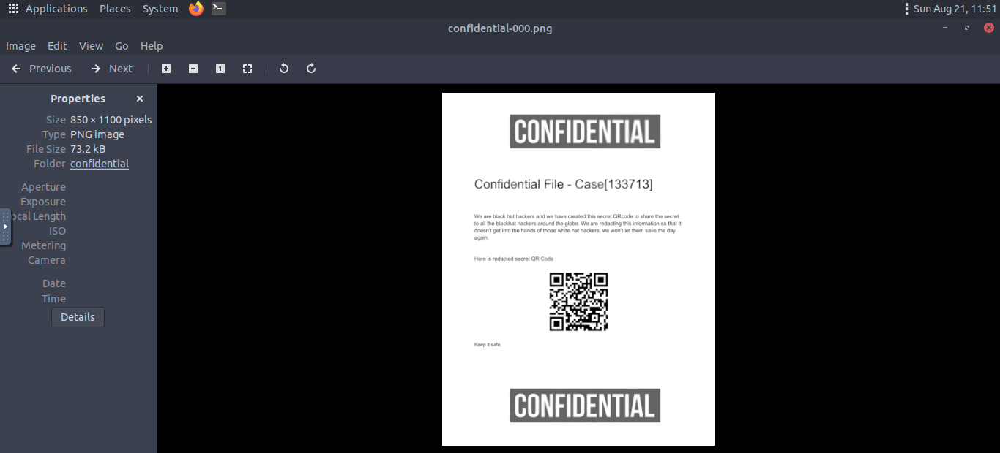 Applications Places System Sun Aug 21, 11:51
confidential-000.png
Image Edit View Go Help
Previous Next
Properties
Size 850 × 1100 pixels
Type PNG image
File Size 73.2 kB
Folder confidential
Aperture
Exposure
ocal Length
ISO
Metering
Camera
Date
Time
Details
CONFIDENTIAL
Confidential File - Case[133713]
We are black hat hackers and we have created this secret QRcode to share the secret
to all the blackhat hackers around the globe. We are redacting this information so that it
doesn't get into the hands of those white hat hackers, we won't let them save the day
again.
Here is redacted secret QR Code :
Keep it safe.
CONFIDENTIAL